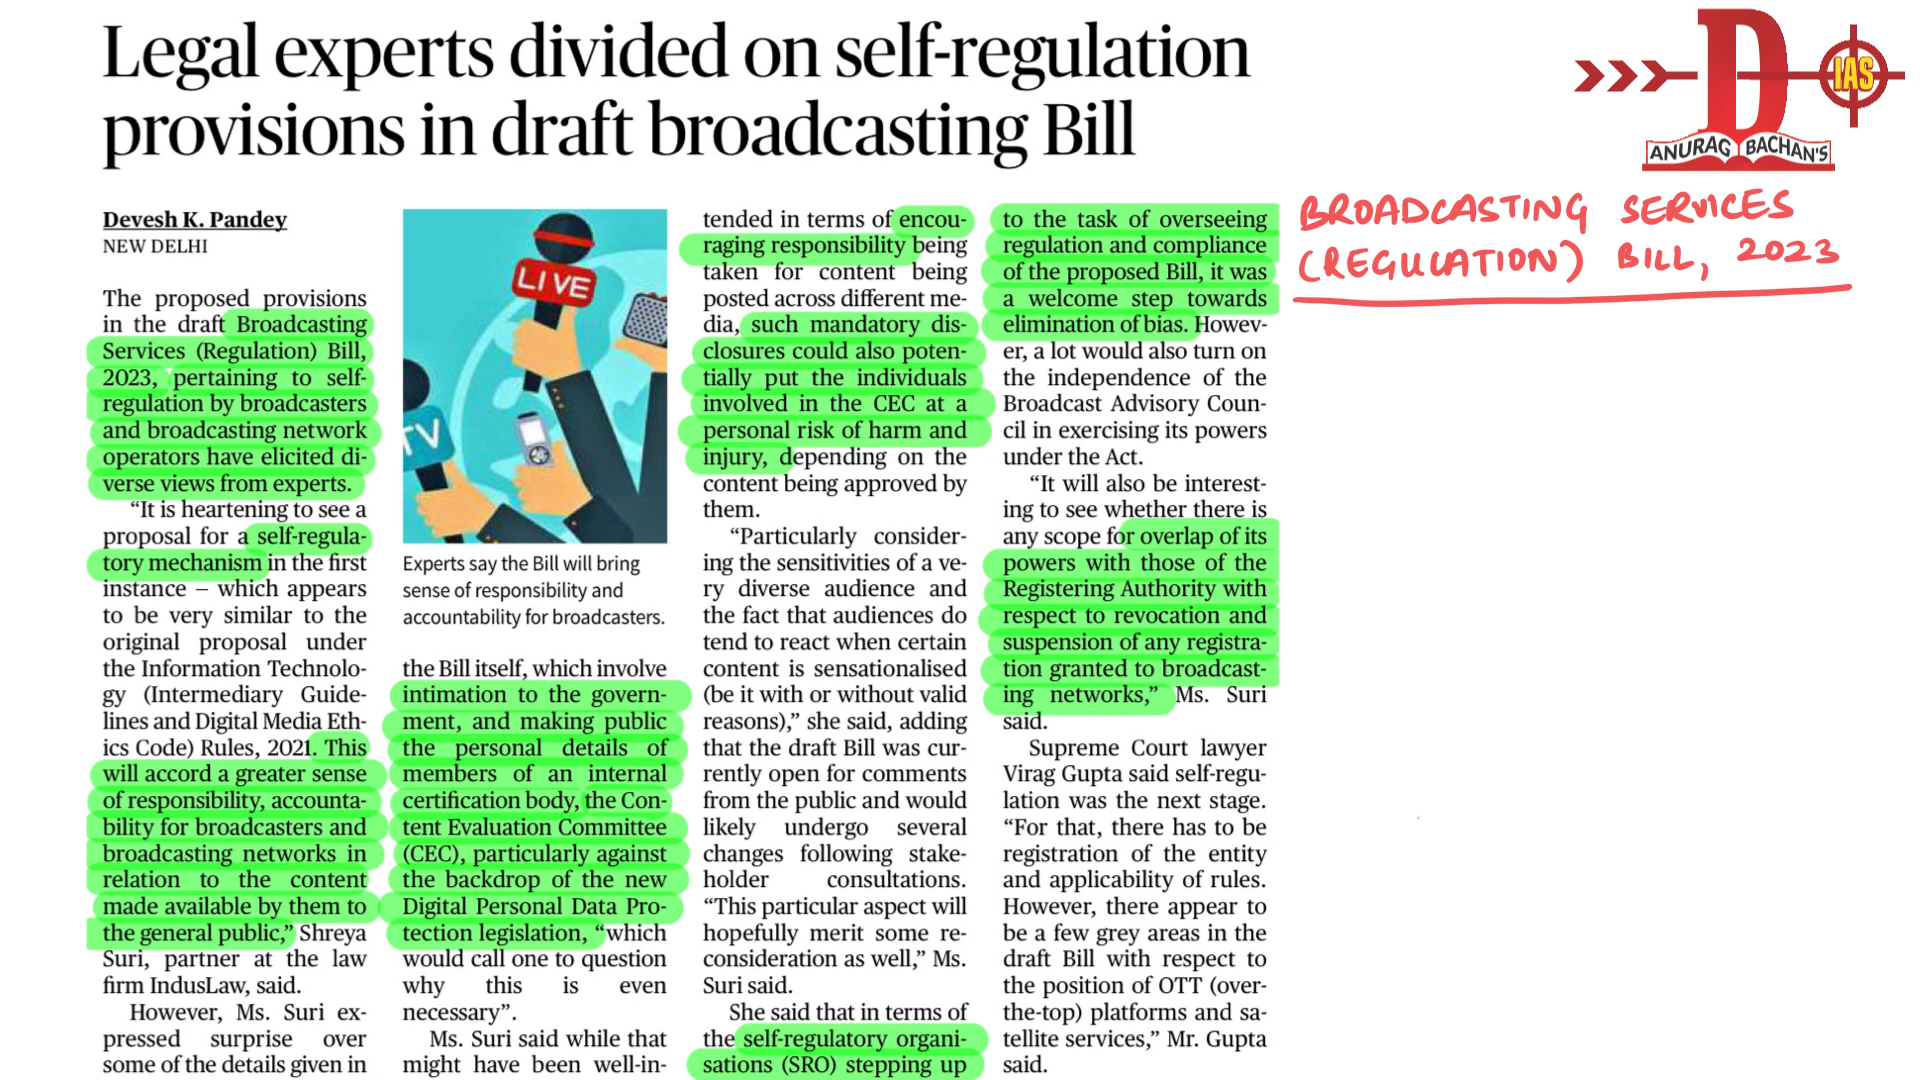 Legal experts divided on self-regulation
provisions in draft broadcasting Bill
Devesh K. Pandey
NEW DELHI
The proposed provisions
in the draft Broadcasting
Services (Regulation) Bill,
2023, pertaining to self-
regulation by broadcasters
and broadcasting network
operators have elicited di-
verse views from experts.
“It is heartening to see a
proposal for a self-regula-
tory mechanism in the first
instance – which appears
to be very similar to the
original proposal under
the Information Technolo-
gy (Intermediary Guide-
lines and Digital Media Eth-
ics Code) Rules, 2021. This
will accord a greater sense
of responsibility, accounta-
bility for broadcasters and
broadcasting networks in
relation to the content
made available by them to
the general public,” Shreya
Suri, partner at the law
firm IndusLaw, said.
However, Ms. Suri ex-
pressed surprise over
some of the details given in
LIVE
TV
Experts say the Bill will bring
sense of responsibility and
accountability for broadcasters.
the Bill itself, which involve
intimation to the govern-
ment, and making public
the personal details of
members of an internal
certification body, the Con-
tent Evaluation Committee
(CEC), particularly against
the backdrop of the new
Digital Personal Data Pro-
tection legislation, “which
would call one to question
why this is even
necessary”.
Ms. Suri said while that
might have been well-in-
tended in terms of encou-
raging responsibility being
taken for content being
posted across different me-
dia, such mandatory dis-
closures could also poten-
tially put the individuals
involved in the CEC at a
personal risk of harm and
injury, depending on the
content being approved by
them.
“Particularly consider-
ing the sensitivities of a ve-
ry diverse audience and
the fact that audiences do
tend to react when certain
content is sensationalised
(be it with or without valid
reasons),” she said, adding
that the draft Bill was cur-
rently open for comments
from the public and would
likely undergo several
changes following stake-
holder consultations.
“This particular aspect will
hopefully merit some re-
consideration as well,” Ms.
Suri said.
She said that in terms of
the self-regulatory organi-
sations (SRO) stepping up
to the task of overseeing
regulation and compliance
of the proposed Bill, it was
a welcome step towards
elimination of bias. Howev-
er, a lot would also turn on
the independence of the
Broadcast Advisory Coun-
cil in exercising its powers
under the Act.
“It will also be interest-
ing to see whether there is
any scope for overlap of its
powers with those of the
Registering Authority with
respect to revocation and
suspension of any registra-
tion granted to broadcast-
ing networks,” Ms. Suri
said.
Supreme Court lawyer
Virag Gupta said self-regu-
lation was the next stage.
“For that, there has to be
registration of the entity
and applicability of rules.
However, there appear to
be a few grey areas in the
draft Bill with respect to
the position of OTT (over-
the-top) platforms and sa-
tellite services,” Mr. Gupta
said.
D
IAS
ANURAG BACHAN'S
BROADCASTING SERVICES
(REGULATION) BILL, 2023